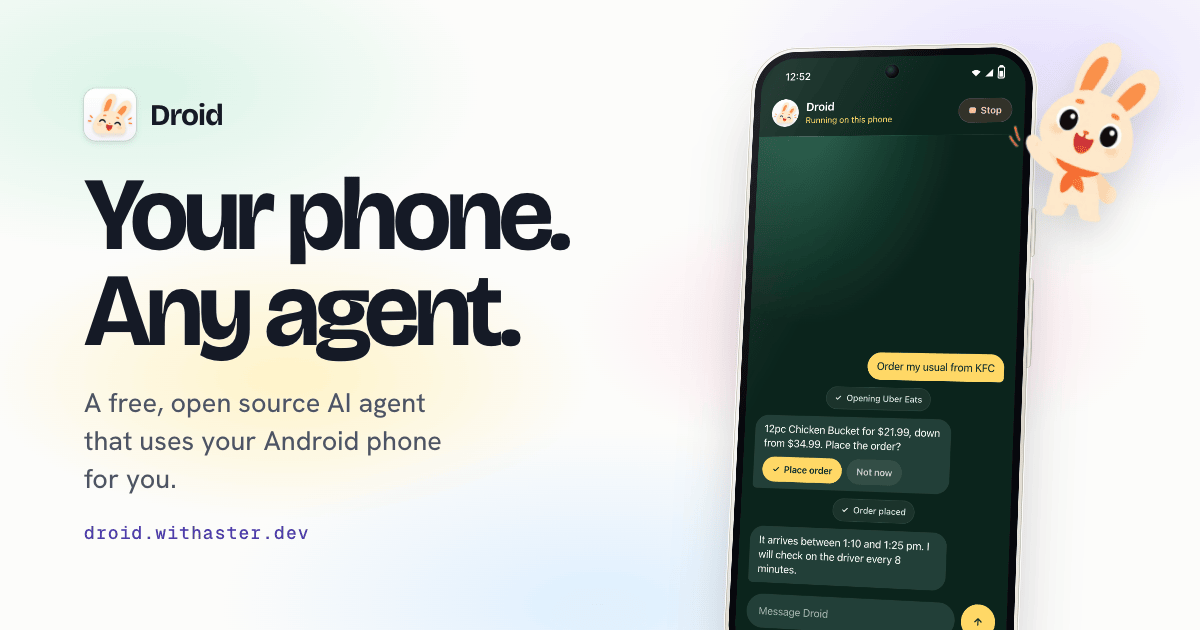 Droid
Your phone.
Any agent.
A free, open source AI agent
that uses your Android phone
for you.
droid.withaster.dev
12:52
Droid
Running on this phone
Stop
Order my usual from KFC
✓ Opening Uber Eats
12pc Chicken Bucket for $21.99, down
from $34.99. Place the order?
✓ Place order
Not now
✓ Order placed
It arrives between 1:10 and 1:25 pm. I
will check on the driver every 8
minutes.
Message Droid